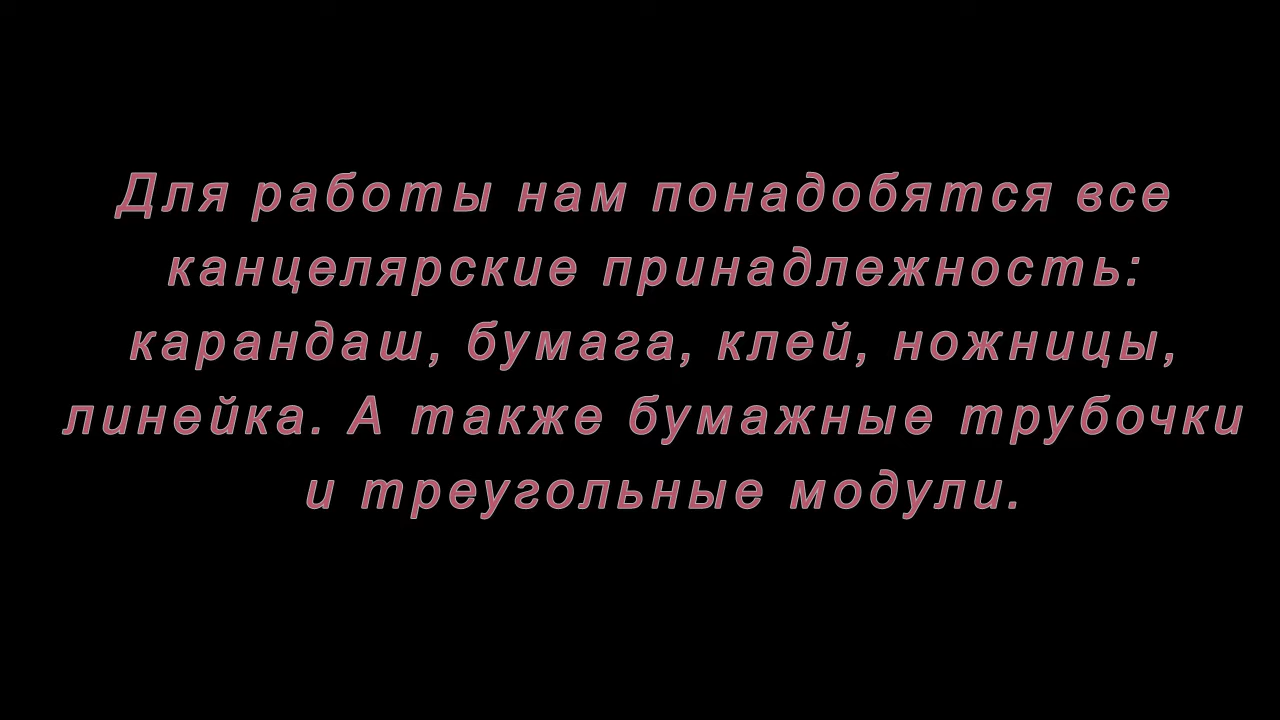 Для работы нам понадобятся все
канцелярские принадлежность:
карандаш, бумага, клей, ножницы,
линейка. А также бумажные трубочки
и треугольные модули.